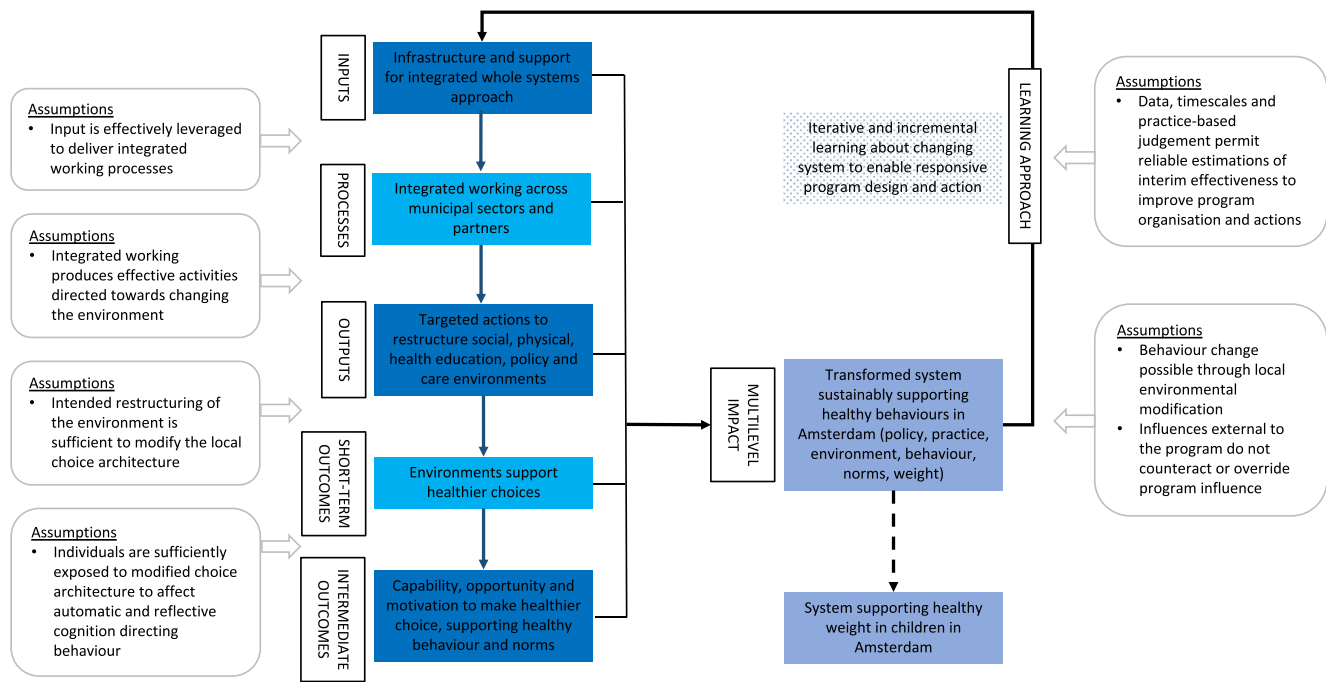 Assumptions
• Input is effectively leveraged
to deliver integrated
working processes
Assumptions
• Integrated working
produces effective activities
directed towards changing
the environment
Assumptions
• Intended restructuring of
the environment is
sufficient to modify the local
choice architecture
Assumptions
• Individuals are sufficiently
exposed to modified choice
architecture to affect
automatic and reflective
cognition directing
behaviour
INPUTS
Infrastructure and support
for integrated whole systems
approach
PROCESSES
Integrated working across
municipal sectors and
partners
OUTPUTS
Targeted actions to
restructure social, physical,
health education, policy and
care environments
SHORT-TERM
OUTCOMES
Environments support
healthier choices
INTERMEDIATE
OUTCOMES
Capability, opportunity and
motivation to make healthier
choice, supporting healthy
behaviour and norms
MULTILEVEL
IMPACT
Iterative and incremental
learning about changing
system to enable responsive
program design and action
Transformed system
sustainably supporting
healthy behaviours in
Amsterdam (policy, practice,
environment, behaviour,
norms, weight)
System supporting healthy
weight in children in
Amsterdam
LEARNING APPROACH
Assumptions
• Data, timescales and
practice-based
judgement permit
reliable estimations of
interim effectiveness to
improve program
organisation and actions
Assumptions
• Behaviour change
possible through local
environmental
modification
• Influences external to
the program do not
counteract or override
program influence